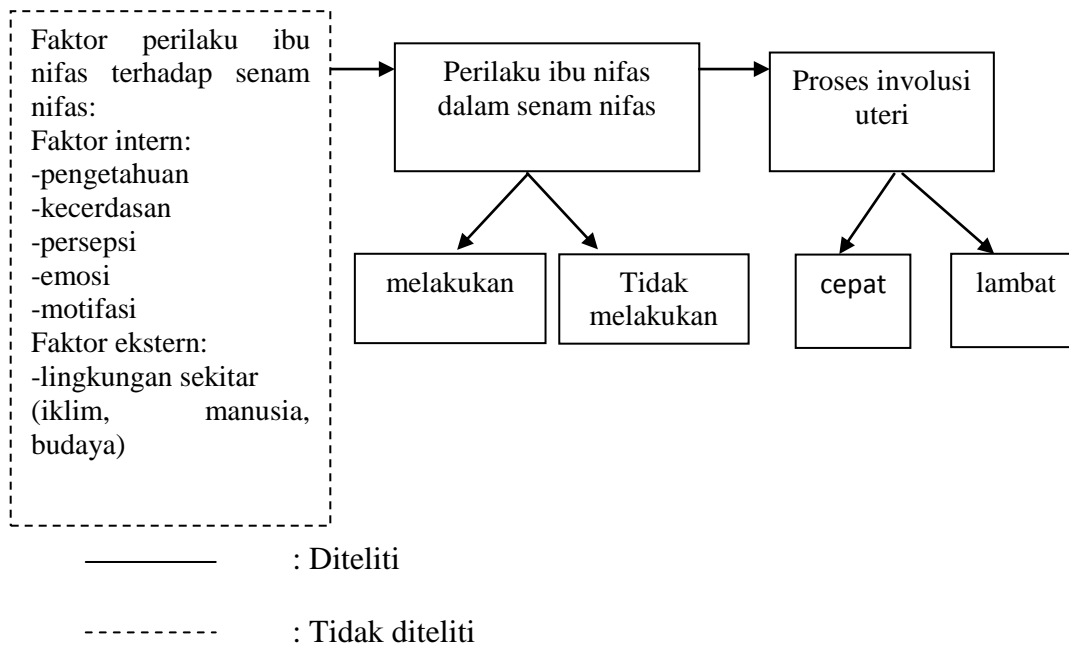 Faktor perilaku ibu
nifas terhadap senam
nifas:
Faktor intern:
-pengetahuan
-kecerdasan
-persepsi
-emosi
-motifasi
Faktor ekstern:
-lingkungan sekitar
(iklim, manusia,
budaya)
Perilaku ibu nifas
dalam senam nifas
Proses involusi
uteri
melakukan
Tidak
melakukan
cepat
lambat
: Diteliti
: Tidak diteliti